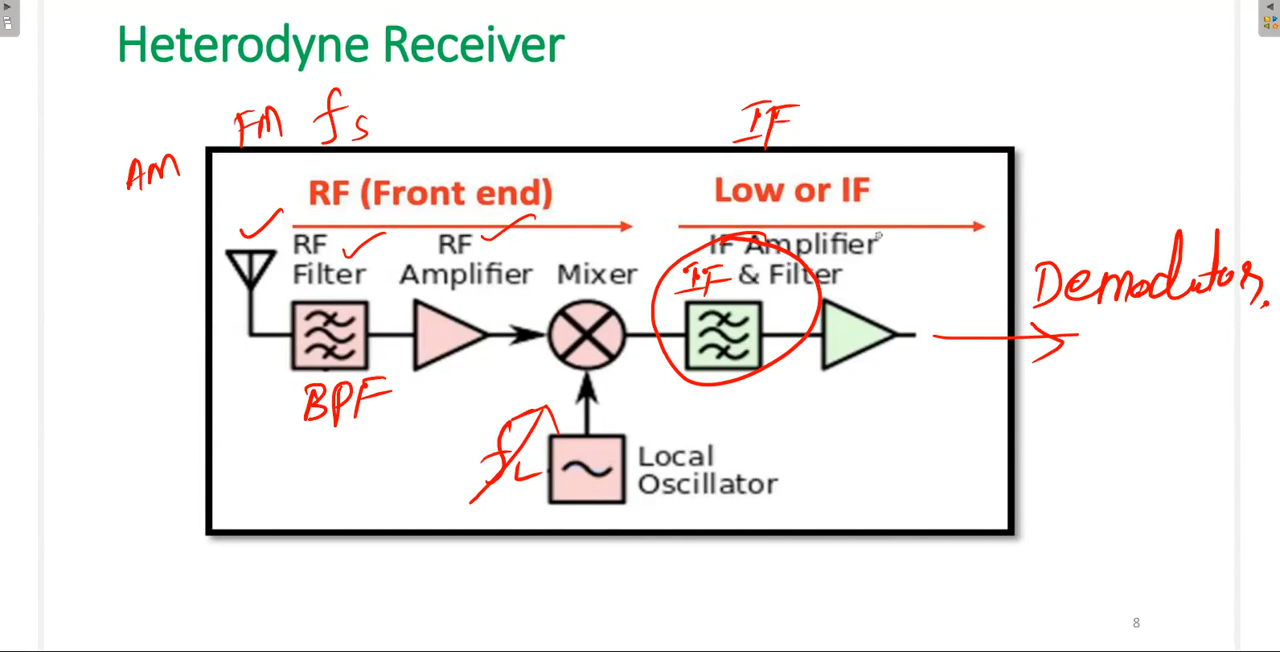 Heterodyne Receiver
FM fs
IF
AM
RF (Front end)
Low or IF
RF
Filter
RF
Amplifier
Mixer
IF Amplifier
& Filter
IF
Demodutor.
BPF
fL
Local
Oscillator
8